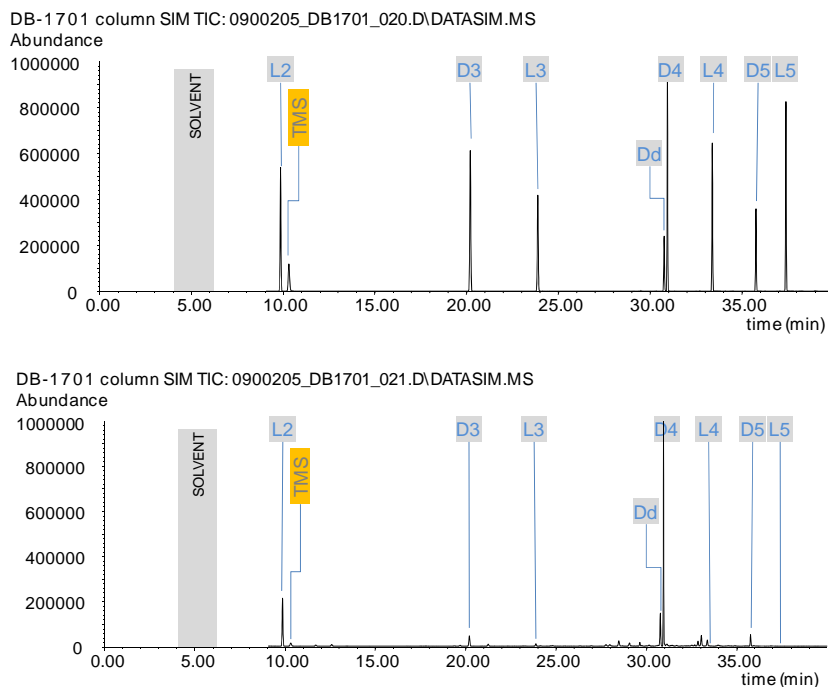 DB-1701 column SIM TIC: 0900205_DB1701_020.D\DATASIM.MS
Abundance
1000000
800000
600000
400000
200000
0
SOLVENT
L2
TMS
D3
L3
Dd
D4
L4
D5
L5
0.00 5.00 10.00 15.00 20.00 25.00 30.00 35.00
time (min)
DB-1701 column SIM TIC: 0900205_DB1701_021.D\DATASIM.MS
Abundance
1000000
800000
600000
400000
200000
0
SOLVENT
L2
TMS
D3
L3
Dd
D4
L4
D5
L5
0.00 5.00 10.00 15.00 20.00 25.00 30.00 35.00
time (min)